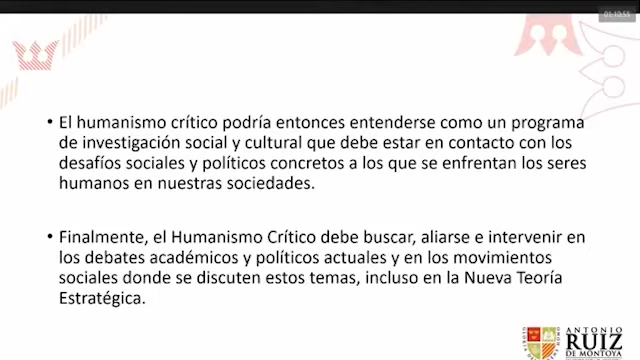 01:10:55
• El humanismo crítico podría entonces entenderse como un programa
de investigación social y cultural que debe estar en contacto con los
desafíos sociales y políticos concretos a los que se enfrentan los seres
humanos en nuestras sociedades.
• Finalmente, el Humanismo Crítico debe buscar, aliarse e intervenir en
los debates académicos y políticos actuales y en los movimientos
sociales donde se discuten estos temas, incluso en la Nueva Teoría
Estratégica.
ANTONIO
RUIZ
DE MONTOYA